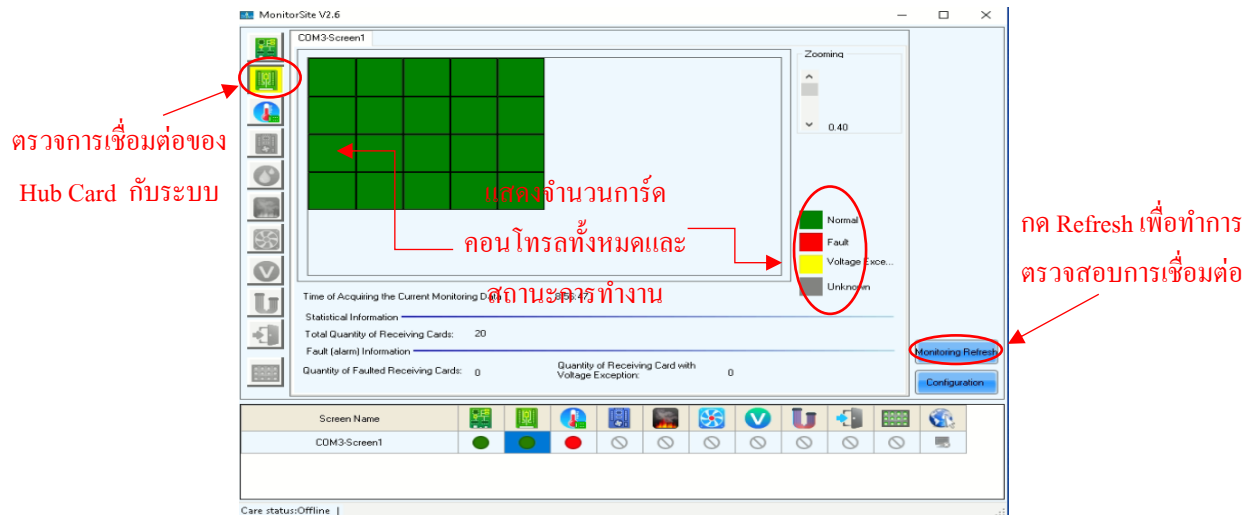 MonitorSite V2.6
COM3-Screen1
Zooming
0.40
ตรวจการเชื่อมต่อของ
Hub Card กับระบบ
แสดงจำนวนการ์ด
คอนโทรลทั้งหมดและ
สถานะการทำงาน
Normal
Fault
Voltage Exce...
Unknown
กด Refresh เพื่อทำการ
ตรวจสอบการเชื่อมต่อ
Time of Acquiring the Current Monitoring Data
Statistical Information
Total Quantity of Receiving Cards: 20
Fault (alarm) Information
Quantity of Faulted Receiving Cards: 0
Quantity of Receiving Card with
Voltage Exception: 0
Monitoring Refresh
Configuration
Screen Name
COM3-Screen1
Care status:Offline |